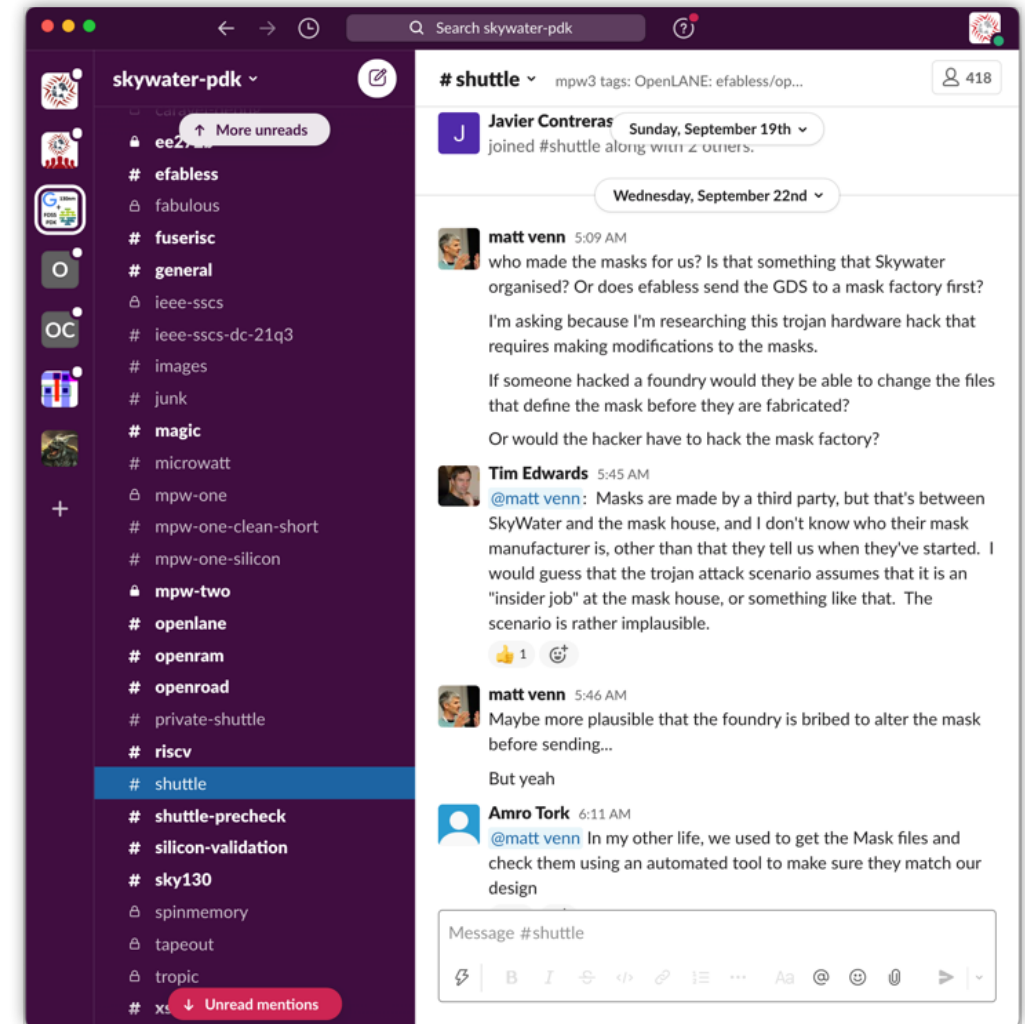 Search skywater-pdk
skywater-pdk
# shuttle
mpw3 tags: OpenLANE: efabless/op...
418
More unreads
# efabless
fabulous
# fuserisc
# general
ieee-sscs
# ieee-sscs-dc-21q3
# images
# junk
# magic
# microwatt
mpw-one
# mpw-one-clean-short
# mpw-one-silicon
mpw-two
# openlane
# openram
# openroad
# private-shuttle
# riscv
# shuttle
# shuttle-precheck
# silicon-validation
# sky130
spinmemory
tapeout
tropic
Unread mentions
O
OC
J
Javier Contreras
Sunday, September 19th
joined #shuttle along with 2 others.
Wednesday, September 22nd
matt venn 5:09 AM
who made the masks for us? Is that something that Skywater
organised? Or does efabless send the GDS to a mask factory first?
I'm asking because I'm researching this trojan hardware hack that
requires making modifications to the masks.
If someone hacked a foundry would they be able to change the files
that define the mask before they are fabricated?
Or would the hacker have to hack the mask factory?
Tim Edwards 5:45 AM
@matt venn: Masks are made by a third party, but that's between
SkyWater and the mask house, and I don't know who their mask
manufacturer is, other than that they tell us when they've started. I
would guess that the trojan attack scenario assumes that it is an
"insider job" at the mask house, or something like that. The
scenario is rather implausible.
1
matt venn 5:46 AM
Maybe more plausible that the foundry is bribed to alter the mask
before sending...
But yeah
Amro Tork 6:11 AM
@matt venn In my other life, we used to get the Mask files and
check them using an automated tool to make sure they match our
design
Message #shuttle
B I S </> Aa @